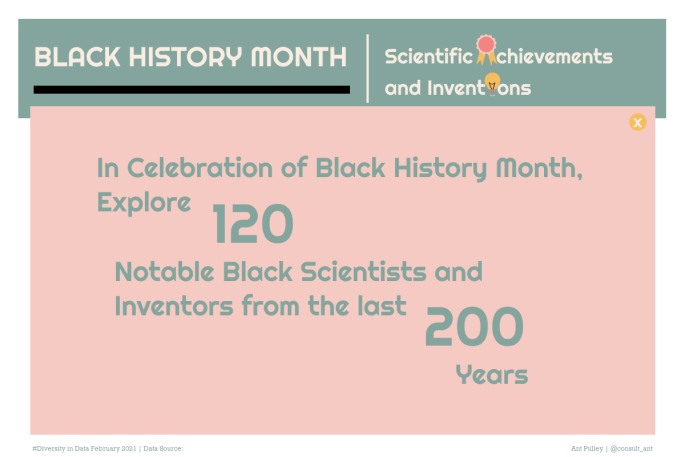 BLACK HISTORY MONTH
Scientific Achievements
and Inventions
X
In Celebration of Black History Month,
Explore
120
Notable Black Scientists and
Inventors from the last
200
Years
#Diversity in Data February 2021 | Data Source:
Ant Pulley | @consult_ant